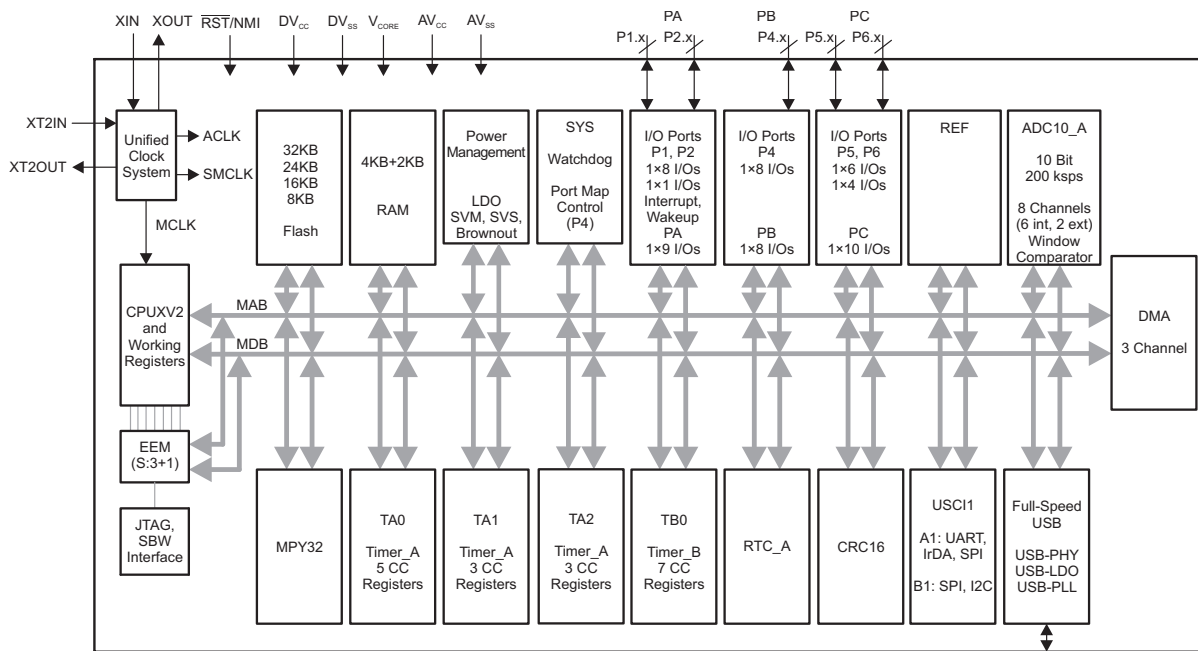 XIN
XOUT
RST/NMI
DVCC
DVSS
VCORE
AVCC
AVSS
PA
P1.x
P2.x
PB
P4.x
PC
P5.x
P6.x
XT2IN
XT2OUT
Unified
Clock
System
ACLK
SMCLK
MCLK
32KB
24KB
16KB
8KB
Flash
4KB+2KB
RAM
Power
Management
LDO
SVM, SVS,
Brownout
SYS
Watchdog
Port Map
Control
(P4)
I/O Ports
P1, P2
1×8 I/Os
1×1 I/Os
Interrupt,
Wakeup
PA
1×9 I/Os
I/O Ports
P4
1×8 I/Os
PB
1×8 I/Os
I/O Ports
P5, P6
1×6 I/Os
1×4 I/Os
PC
1×10 I/Os
REF
ADC10_A
10 Bit
200 ksps
8 Channels
(6 int, 2 ext)
Window
Comparator
CPUXV2
and
Working
Registers
MAB
MDB
DMA
3 Channel
EEM
(S:3+1)
JTAG,
SBW
Interface
MPY32
TA0
Timer_A
5 CC
Registers
TA1
Timer_A
3 CC
Registers
TA2
Timer_A
3 CC
Registers
TB0
Timer_B
7 CC
Registers
RTC_A
CRC16
USCI1
A1: UART,
IrDA, SPI
B1: SPI, I2C
Full-Speed
USB
USB-PHY
USB-LDO
USB-PLL